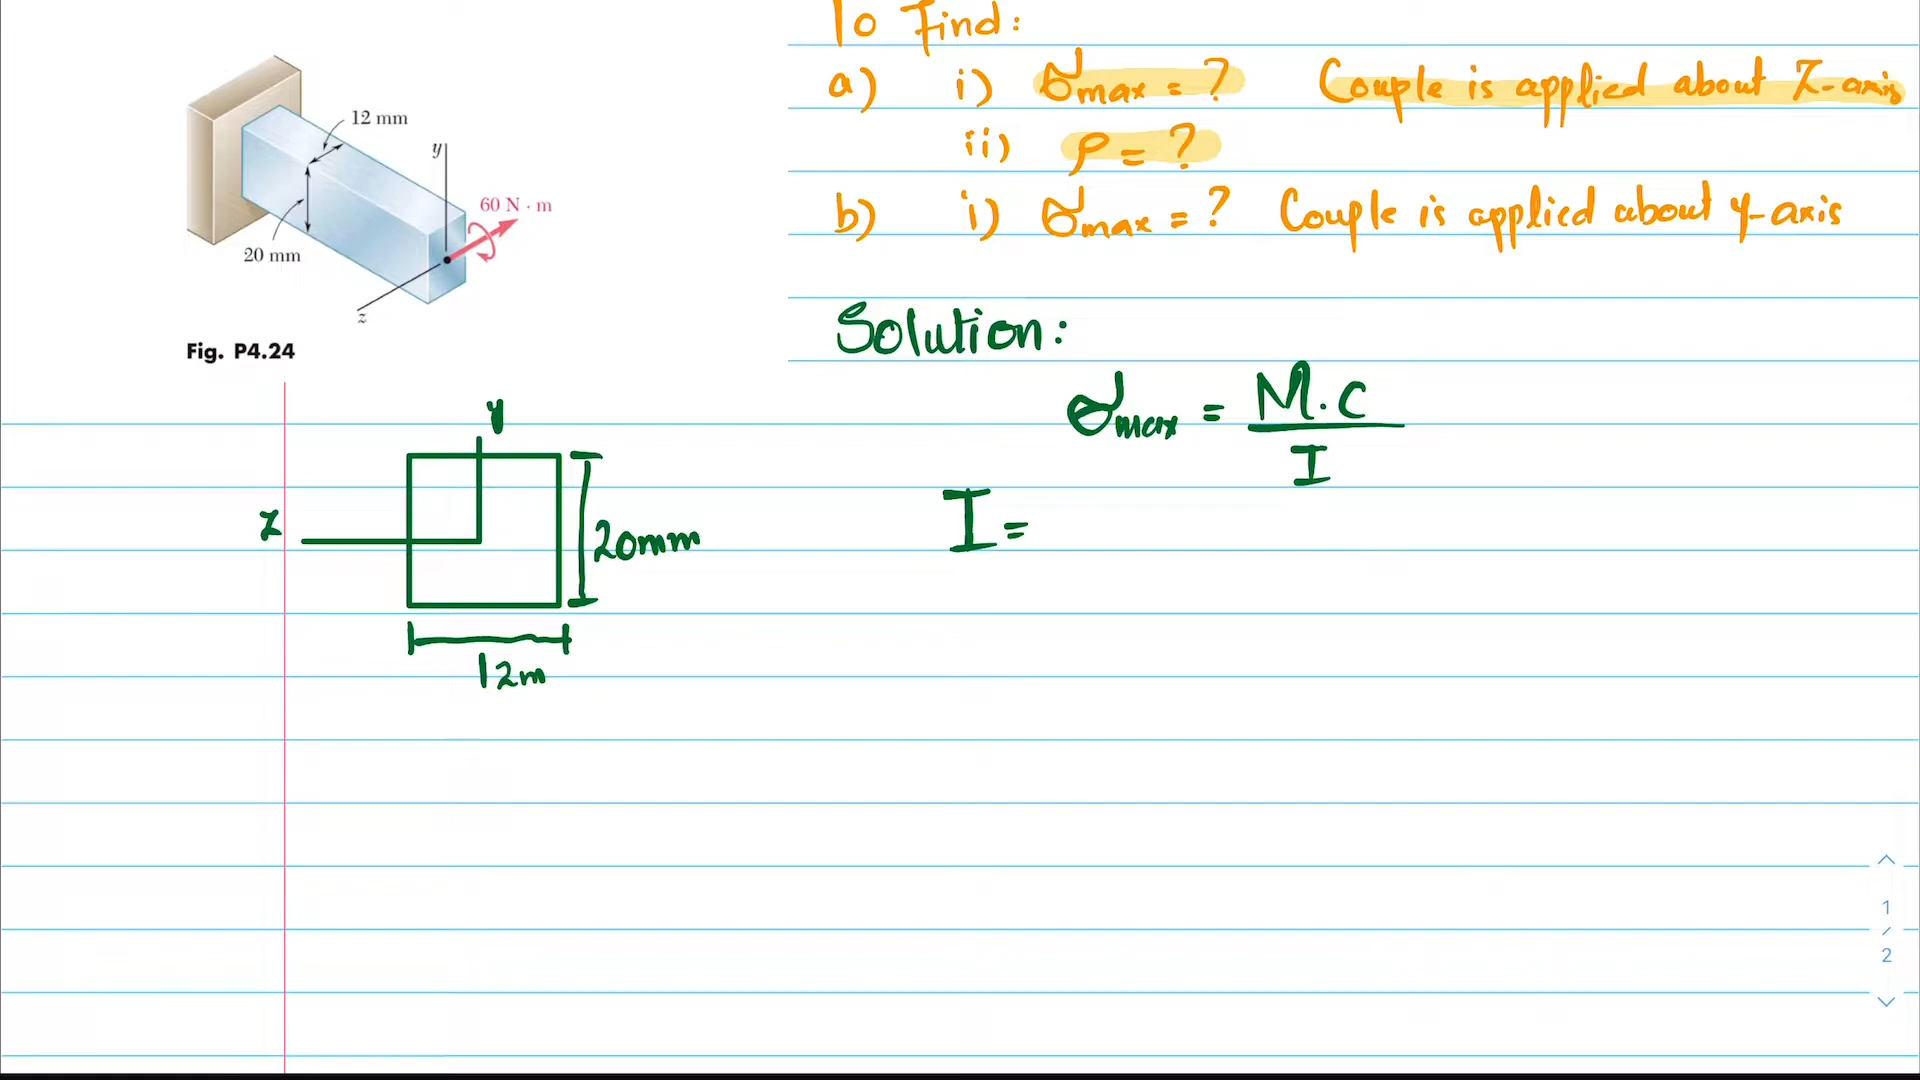 To Find:
a) i) σmax = ? Couple is applied about Z-axis
ii) ρ = ?
b) i) σmax = ? Couple is applied about y-axis
12 mm
y
60 N · m
20 mm
z
Fig. P4.24
Solution:
σmax = M.C
I
I =
y
z
20mm
12m
1
/
2